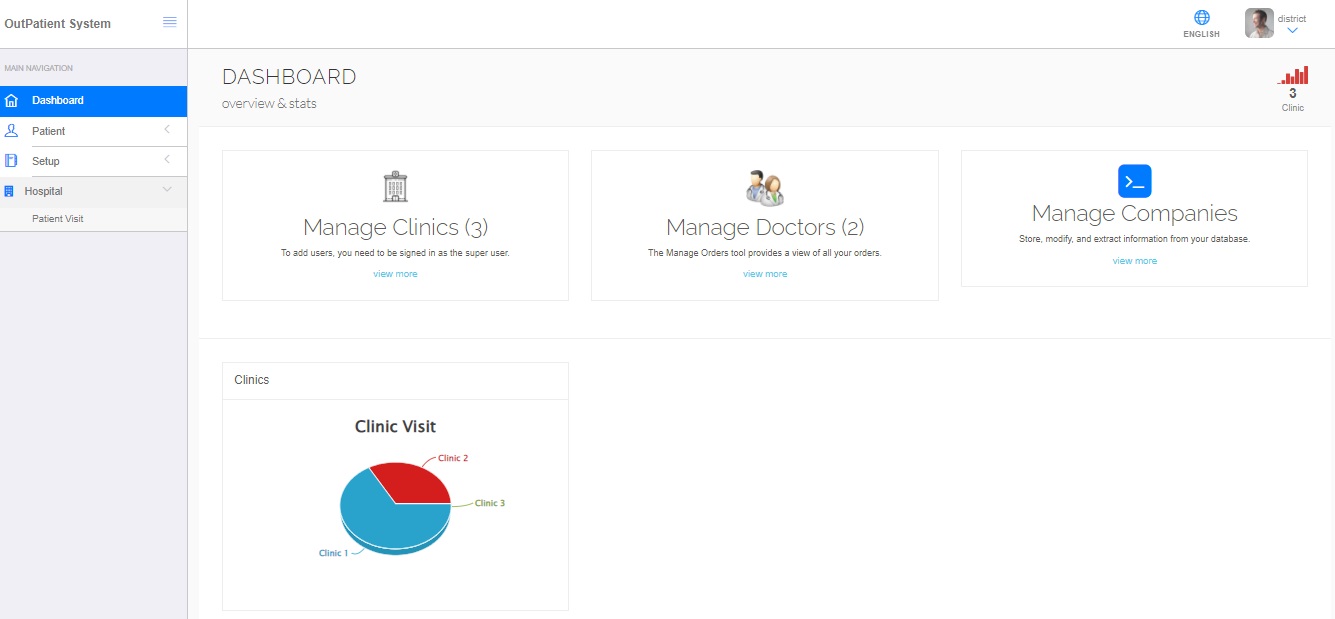 OutPatient System
ENGLISH
district
MAIN NAVIGATION
Dashboard
Patient
Setup
Hospital
Patient Visit
DASHBOARD
overview & stats
3
Clinic
Manage Clinics (3)
To add users, you need to be signed in as the super user.
view more
Manage Doctors (2)
The Manage Orders tool provides a view of all your orders.
view more
Manage Companies
Store, modify, and extract information from your database.
view more
Clinics
Clinic Visit
Clinic 2
Clinic 3
Clinic 1